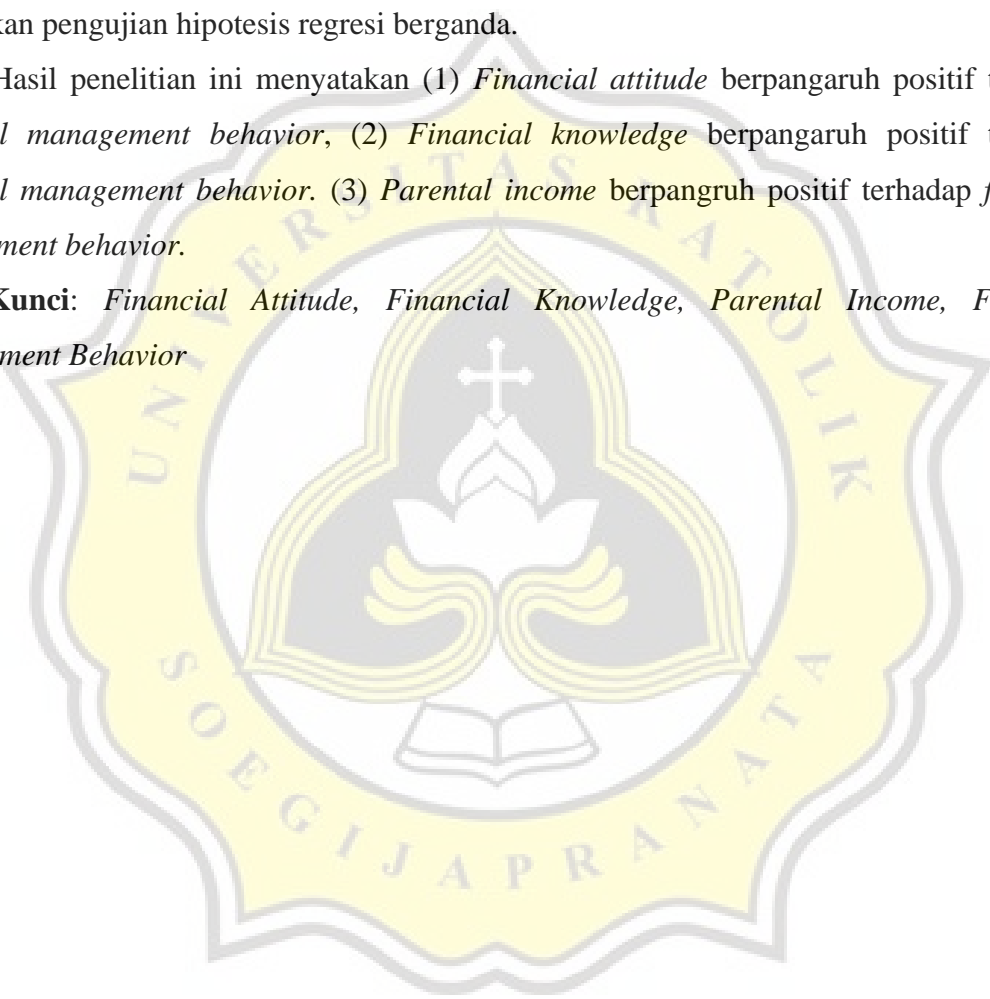 kan pengujian hipotesis regresi berganda.
Hasil penelitian ini menyatakan (1) Financial attitude berpangaruh positif t
l management behavior, (2) Financial knowledge berpangaruh positif t
l management behavior. (3) Parental income berpangruh positif terhadap f
ment behavior.
Kunci: Financial Attitude, Financial Knowledge, Parental Income, F
ment Behavior
UNIVERSITAS KATOLIK
SOEGIJAPRANATA